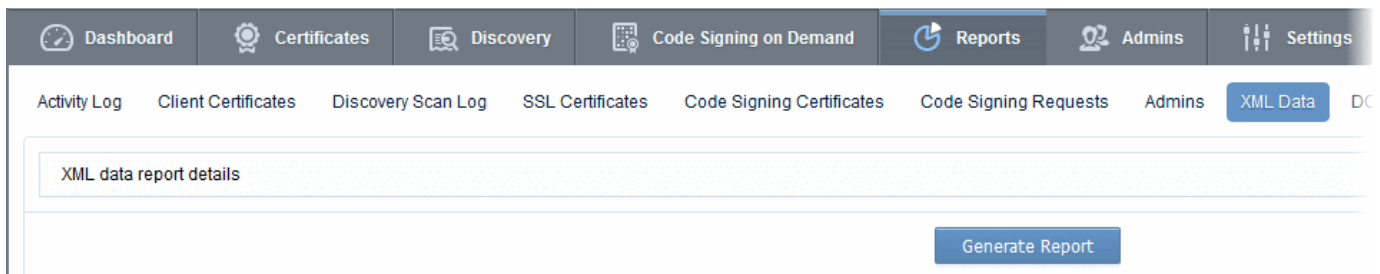 Dashboard Certificates Discovery Code Signing on Demand Reports Admins Settings
Activity Log Client Certificates Discovery Scan Log SSL Certificates Code Signing Certificates Code Signing Requests Admins XML Data
XML data report details
Generate Report